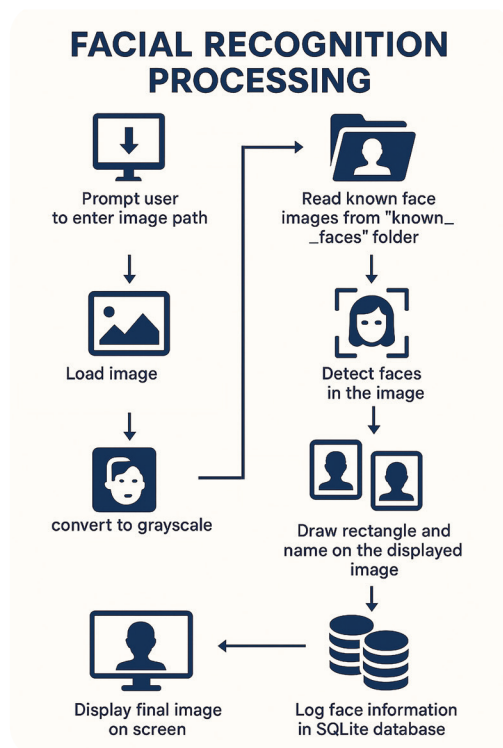 FACIAL RECOGNITION
PROCESSING
Prompt user
to enter image path
Load image
convert to grayscale
Read known face
images from "known_
_faces" folder
Detect faces
in the image
Draw rectangle and
name on the displayed
image
Log face information
in SQLite database
Display final image
on screen